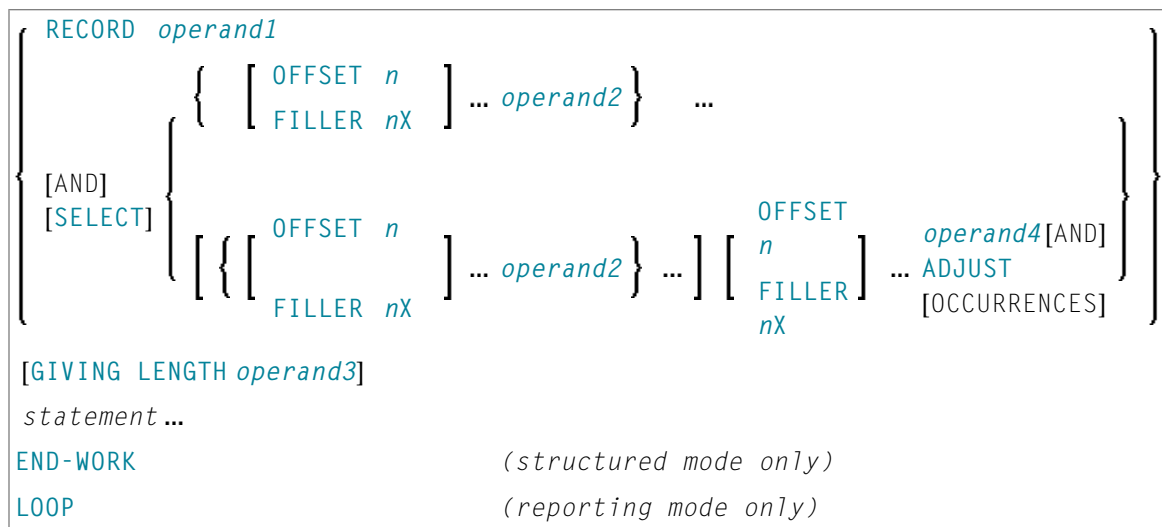 RECORD operand1
OFFSET n
FILLER nX
... operand2 ...
[AND]
[SELECT]
OFFSET n
FILLER nX
... operand2 ...
OFFSET
n
FILLER
nX
... operand4 [AND]
ADJUST
[OCCURRENCES]
[GIVING LENGTH operand3]
statement ...
END-WORK (structured mode only)
LOOP (reporting mode only)